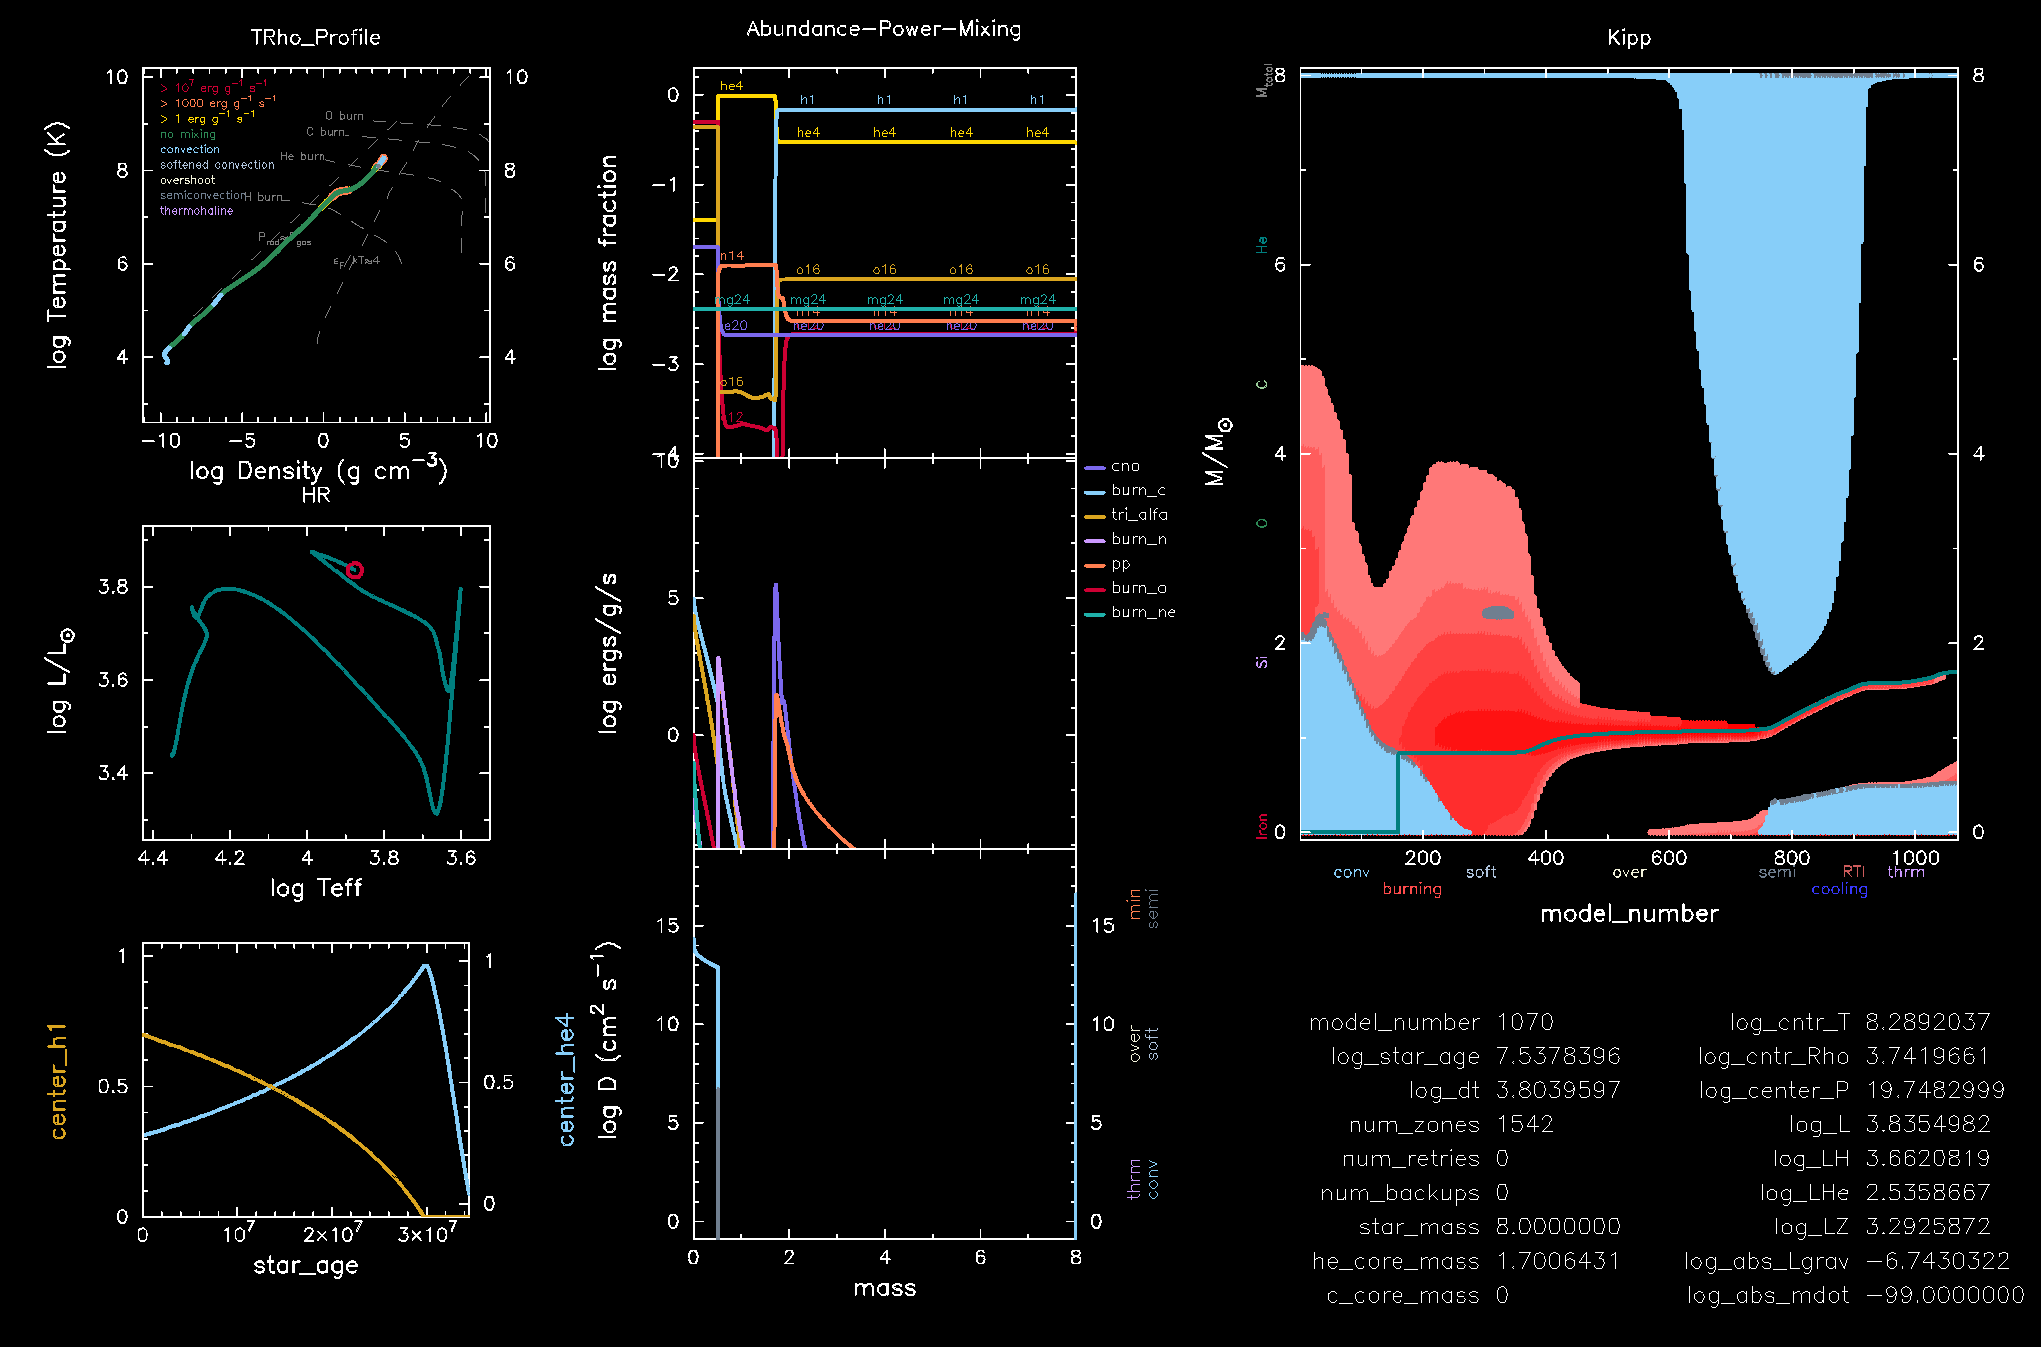 TRho_Profile
10
8
6
4
10
8
6
4
> 10⁷ erg g⁻¹ s⁻¹
> 1000 erg g⁻¹ s⁻¹
> 1 erg g⁻¹ s⁻¹
no mixing
convection
softened convection
overshoot
semiconvection
thermohaline
O burn
C burn
He burn
H burn
−10 −5 0 5 10
log Temperature (K)
log Density (g cm⁻³)
HR
3.8
3.6
3.4
4.4 4.2 4 3.8 3.6
log L/L☉
log Teff
1
0.5
0
1
0.5
0
0 10⁷ 2×10⁷ 3×10⁷
center_h1
center_he4
star_age
Abundance−Power−Mixing
0
−1
−2
−3
−4
log mass fraction
he4
h1 h1 h1 h1
he4 he4 he4 he4
n14
o16 o16 o16 o16
mg24 mg24 mg24 mg24 mg24
o16
10
5
0
log ergs/g/s
cno
burn_c
tri_alfa
burn_n
pp
burn_o
burn_ne
15
10
5
0
15
10
5
0
log D (cm² s⁻¹)
min
semi
over
soft
thrm
conv
0 2 4 6 8
mass
Kipp
8
6
4
2
0
8
6
4
2
0
M/M☉
M_total
He
C
O
Si
Iron
200 400 600 800 1000
conv soft over semi RTI thrm
burning cooling
model_number
model_number 1070 log_cntr_T 8.2892037
log_star_age 7.5378396 log_cntr_Rho 3.7419661
log_dt 3.8039597 log_center_P 19.7482999
num_zones 1542 log_L 3.8354982
num_retries 0 log_LH 3.6620819
num_backups 0 log_LHe 2.5358667
star_mass 8.0000000 log_LZ 3.2925872
he_core_mass 1.7006431 log_abs_Lgrav −6.7430322
c_core_mass 0 log_abs_mdot −99.0000000